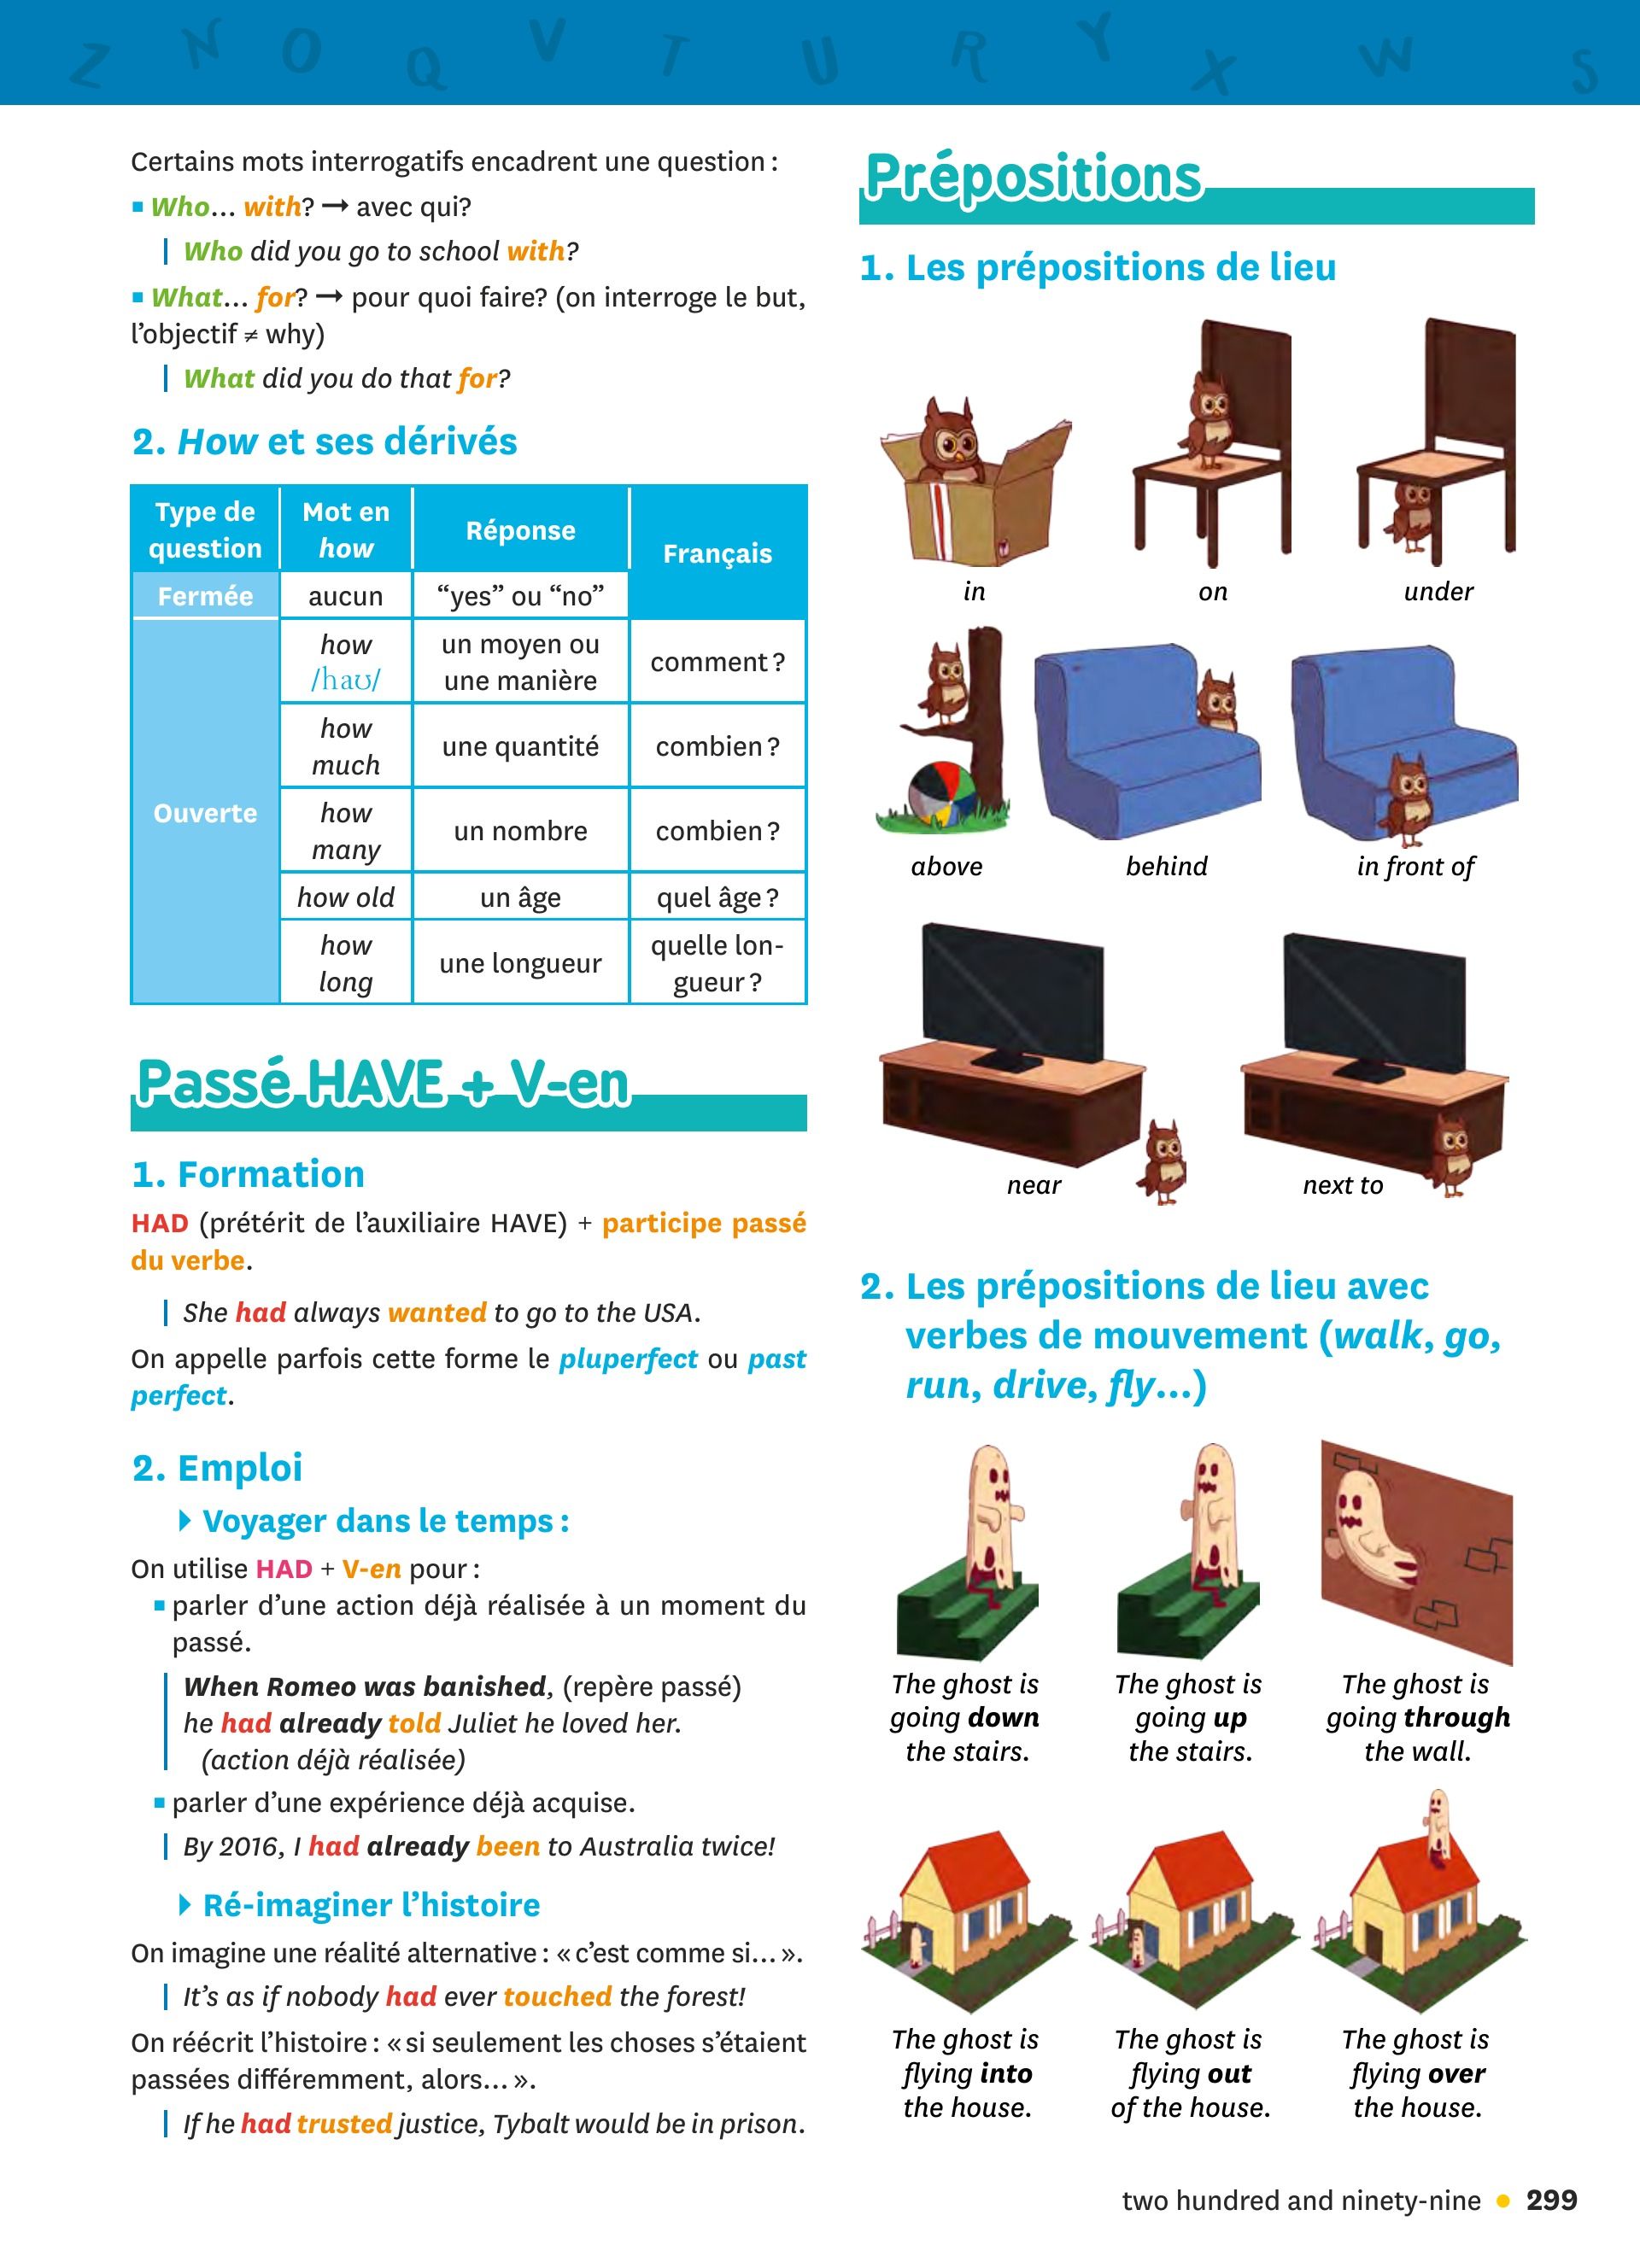 Z N O Q V T U R Y X W S
Certains mots interrogatifs encadrent une question :
▪ Who… with? → avec qui?
Who did you go to school with?
▪ What… for? → pour quoi faire? (on interroge le but,
l’objectif ≠ why)
What did you do that for?
2. How et ses dérivés
Type de question | Mot en how | Réponse | Français
Fermée | aucun | “yes” ou “no”
Ouverte | how /haʊ/ | un moyen ou une manière | comment ?
how much | une quantité | combien ?
how many | un nombre | combien ?
how old | un âge | quel âge ?
how long | une longueur | quelle lon-gueur ?
Passé HAVE + V-en
1. Formation
HAD (prétérit de l’auxiliaire HAVE) + participe passé
du verbe.
She had always wanted to go to the USA.
On appelle parfois cette forme le pluperfect ou past
perfect.
2. Emploi
Voyager dans le temps :
On utilise HAD + V-en pour :
▪ parler d’une action déjà réalisée à un moment du
passé.
When Romeo was banished, (repère passé)
he had already told Juliet he loved her.
(action déjà réalisée)
▪ parler d’une expérience déjà acquise.
By 2016, I had already been to Australia twice!
Ré-imaginer l’histoire
On imagine une réalité alternative : « c’est comme si… ».
It’s as if nobody had ever touched the forest!
On réécrit l’histoire : « si seulement les choses s’étaient
passées différemment, alors… ».
If he had trusted justice, Tybalt would be in prison.
Prépositions
1. Les prépositions de lieu
in
on
under
above
behind
in front of
near
next to
2. Les prépositions de lieu avec
verbes de mouvement (walk, go,
run, drive, fly…)
The ghost is
going down
the stairs.
The ghost is
going up
the stairs.
The ghost is
going through
the wall.
The ghost is
flying into
the house.
The ghost is
flying out
of the house.
The ghost is
flying over
the house.
two hundred and ninety-nine • 299